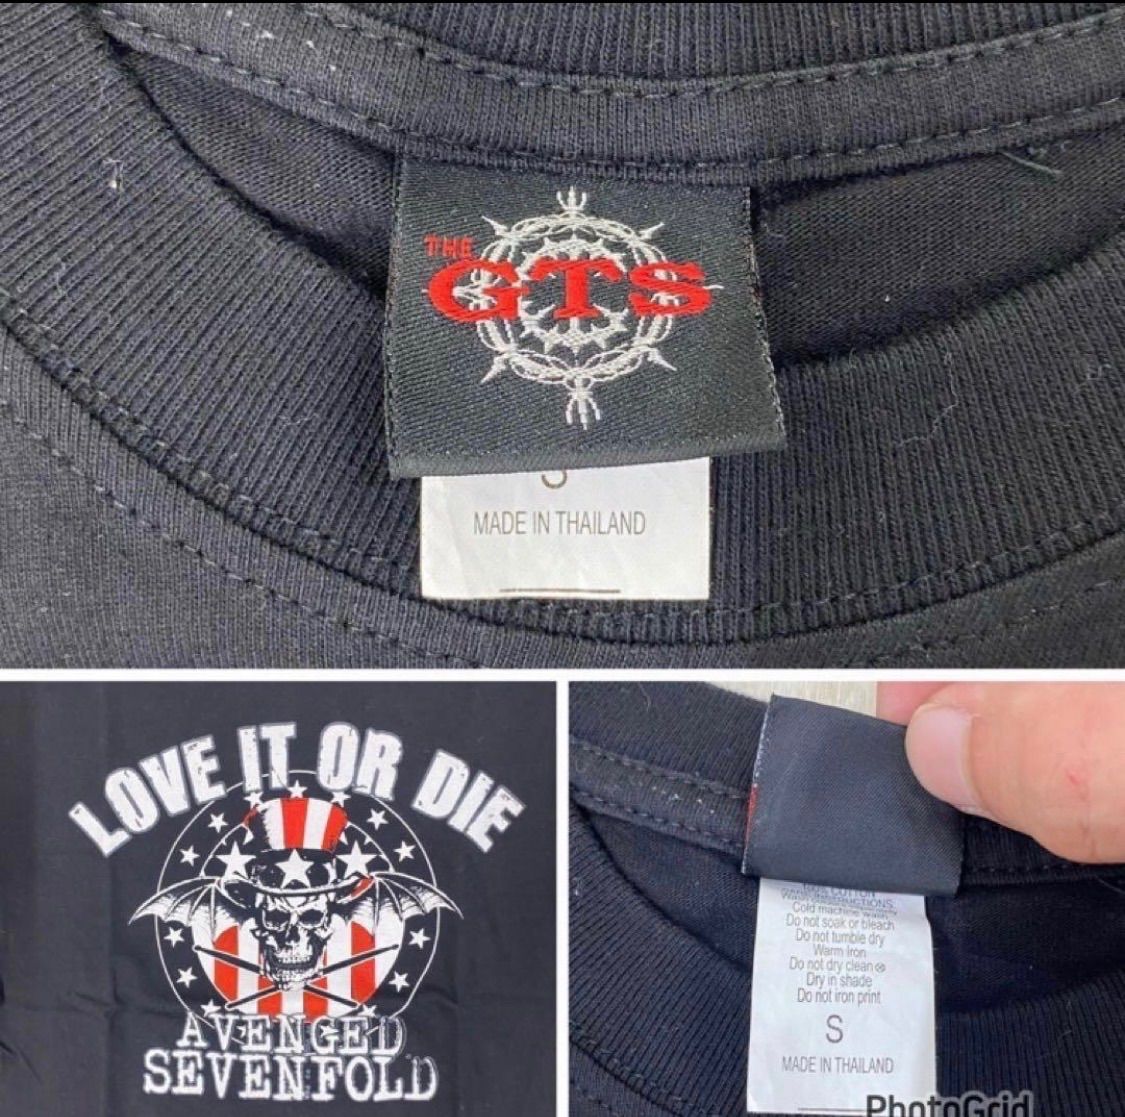 THE
GTS
S
MADE IN THAILAND
LOVE IT OR DIE
AVENGED
SEVENFOLD
Cold machine wash
Do not soak or bleach
Do not tumble dry
Warm Iron
Do not dry clean
Dry in shade
Do not iron print
S
MADE IN THAILAND
PhotoGrid